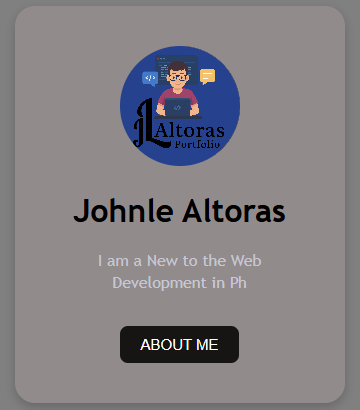 </>
JL Altoras
Portfolio
Johnle Altoras
I am a New to the Web
Development in Ph
ABOUT ME